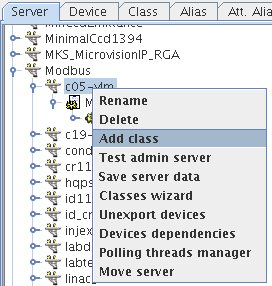 Server Device Class Alias Att. Alia
MinimalCcd1394
MKS_MicrovisionIP_RGA
Modbus
c05-vlm
Rename
Delete
c19-
Add class
cond
Test admin server
cr11
Save server data
hqps
Classes wizard
id11
Unexport devices
id_cr
Devices dependencies
injex
Polling threads manager
labd
Move server
labte
linac